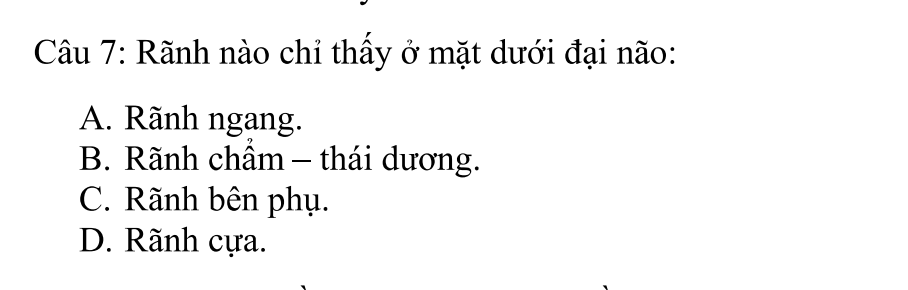 Câu 7: Rãnh nào chỉ thấy ở mặt dưới đại não:
A. Rãnh ngang.
B. Rãnh chẩm – thái dương.
C. Rãnh bên phụ.
D. Rãnh cựa.